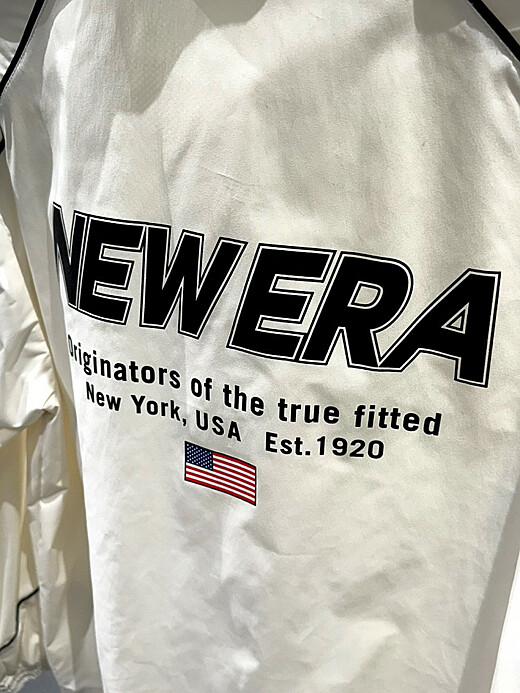 NEW ERA
Originators of the true fitted
New York, USA Est.1920